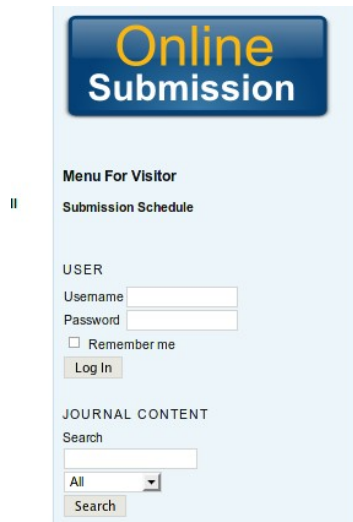 Online
Submission
Menu For Visitor
Submission Schedule
USER
Username
Password
Remember me
Log In
JOURNAL CONTENT
Search
All
Search